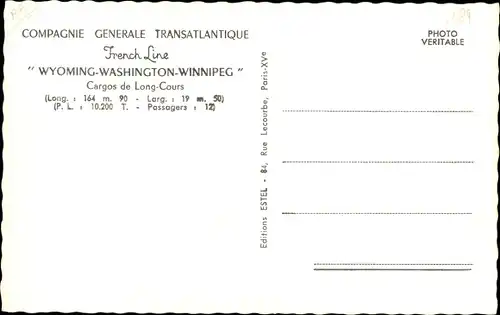 COMPAGNIE GENERALE TRANSATLANTIQUE
French Line
" WYOMING-WASHINGTON-WINNIPEG "
Cargos de Long-Cours
(Long. : 164 m. 90 - Larg. : 19 m. 50)
(P. L. : 10.200 T. - Passagers : 12)
Editions ESTEL - 84, Rue Lecourbe, Paris-XVe
PHOTO
VERITABLE